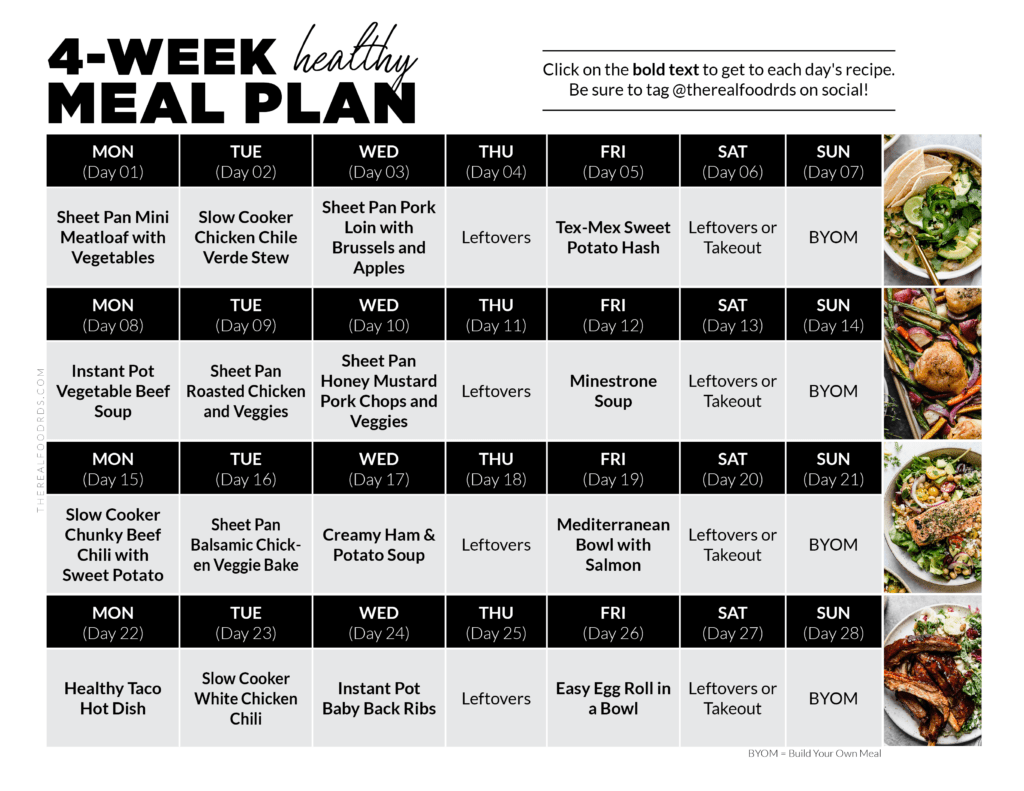 4-WEEK healthy
MEAL PLAN
Click on the bold text to get to each day's recipe.
Be sure to tag @therealfoodrds on social!
MON
(Day 01)
TUE
(Day 02)
WED
(Day 03)
THU
(Day 04)
FRI
(Day 05)
SAT
(Day 06)
SUN
(Day 07)
Sheet Pan Mini
Meatloaf with
Vegetables
Slow Cooker
Chicken Chile
Verde Stew
Sheet Pan Pork
Loin with
Brussels and
Apples
Leftovers
Tex-Mex Sweet
Potato Hash
Leftovers or
Takeout
BYOM
MON
(Day 08)
TUE
(Day 09)
WED
(Day 10)
THU
(Day 11)
FRI
(Day 12)
SAT
(Day 13)
SUN
(Day 14)
Instant Pot
Vegetable Beef
Soup
Sheet Pan
Roasted Chicken
and Veggies
Sheet Pan
Honey Mustard
Pork Chops and
Veggies
Leftovers
Minestrone
Soup
Leftovers or
Takeout
BYOM
MON
(Day 15)
TUE
(Day 16)
WED
(Day 17)
THU
(Day 18)
FRI
(Day 19)
SAT
(Day 20)
SUN
(Day 21)
Slow Cooker
Chunky Beef
Chili with
Sweet Potato
Sheet Pan
Balsamic Chick-
en Veggie Bake
Creamy Ham &
Potato Soup
Leftovers
Mediterranean
Bowl with
Salmon
Leftovers or
Takeout
BYOM
MON
(Day 22)
TUE
(Day 23)
WED
(Day 24)
THU
(Day 25)
FRI
(Day 26)
SAT
(Day 27)
SUN
(Day 28)
Healthy Taco
Hot Dish
Slow Cooker
White Chicken
Chili
Instant Pot
Baby Back Ribs
Leftovers
Easy Egg Roll in
a Bowl
Leftovers or
Takeout
BYOM
BYOM = Build Your Own Meal
THEREALFOODRDS.COM